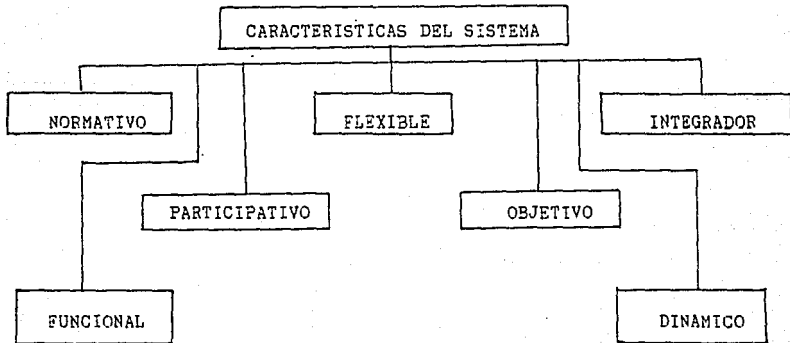 CARACTERISTICAS DEL SISTEMA
NORMATIVO
FLEXIBLE
INTEGRADOR
PARTICIPATIVO
OBJETIVO
FUNCIONAL
DINAMICO